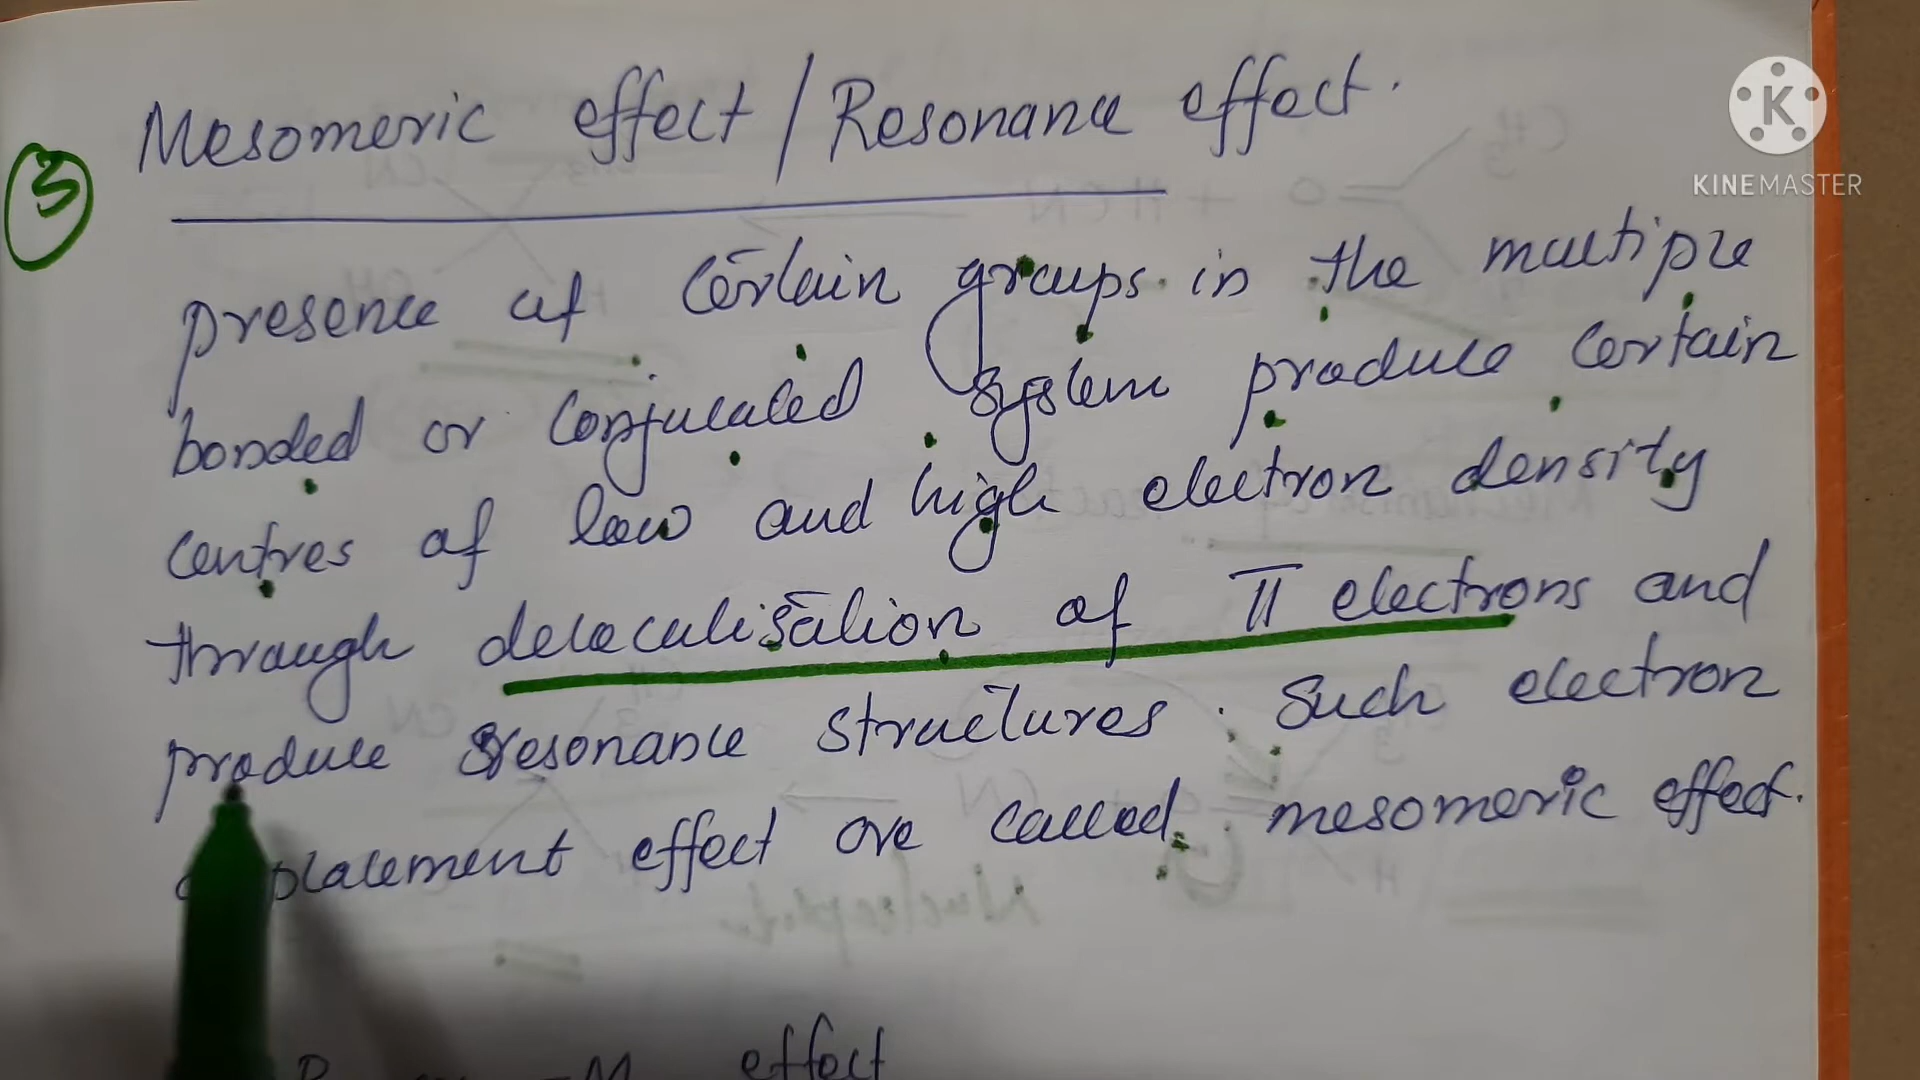 Mesomeric effect / Resonance effect.
3
KINEMASTER
presence of certain groups in the multiple
bonded or conjucated system produce certain
centres of low and high electron density
through delocalisation of π electrons and
produce resonance structures. Such electron
placement effect are called mesomeric effect.
effect